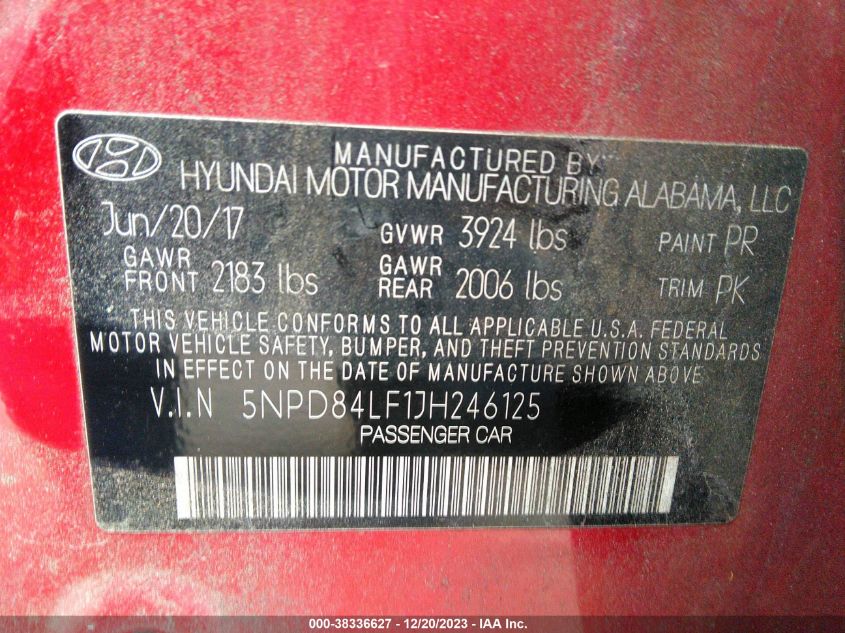 MANUFACTURED BY
HYUNDAI MOTOR MANUFACTURING ALABAMA, LLC
Jun/20/17 GVWR 3924 lbs PAINT PR
GAWR FRONT 2183 lbs GAWR REAR 2006 lbs TRIM PK
THIS VEHICLE CONFORMS TO ALL APPLICABLE U.S.A. FEDERAL
MOTOR VEHICLE SAFETY, BUMPER, AND THEFT PREVENTION STANDARDS
IN EFFECT ON THE DATE OF MANUFACTURE SHOWN ABOVE.
V.I.N 5NPD84LF1JH246125
PASSENGER CAR
000-38336627 - 12/20/2023 - IAA Inc.